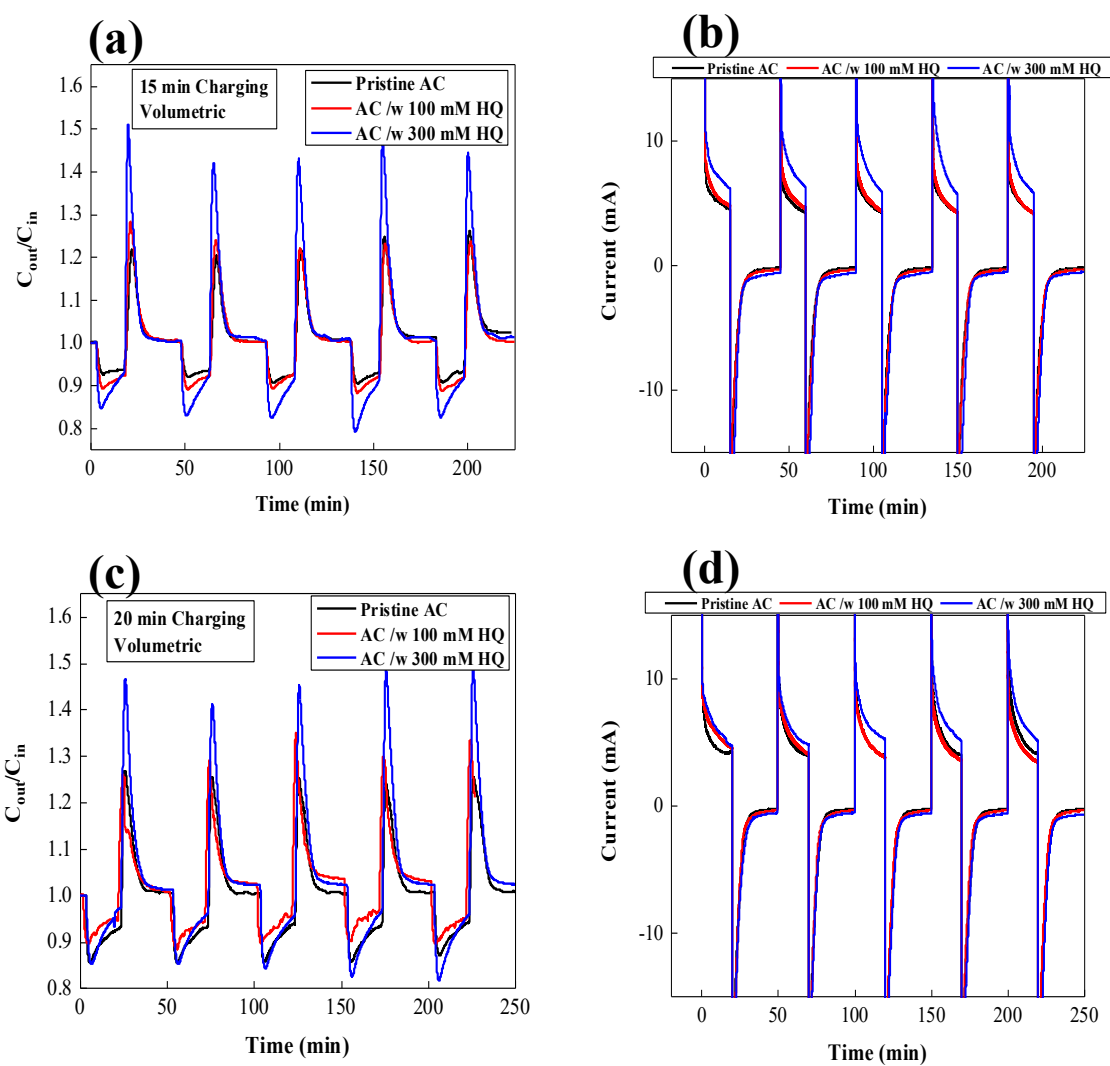 (a)
15 min Charging
Volumetric
Pristine AC
AC /w 100 mM HQ
AC /w 300 mM HQ
1.6
1.5
1.4
1.3
1.2
1.1
1.0
0.9
0.8
C_out/C_in
0 50 100 150 200
Time (min)
(b)
Pristine AC AC /w 100 mM HQ AC /w 300 mM HQ
10
0
-10
Current (mA)
0 50 100 150 200
Time (min)
(c)
20 min Charging
Volumetric
Pristine AC
AC /w 100 mM HQ
AC /w 300 mM HQ
1.6
1.5
1.4
1.3
1.2
1.1
1.0
0.9
0.8
C_out/C_in
0 50 100 150 200 250
Time (min)
(d)
Pristine AC AC /w 100 mM HQ AC /w 300 mM HQ
10
0
-10
Current (mA)
0 50 100 150 200 250
Time (min)